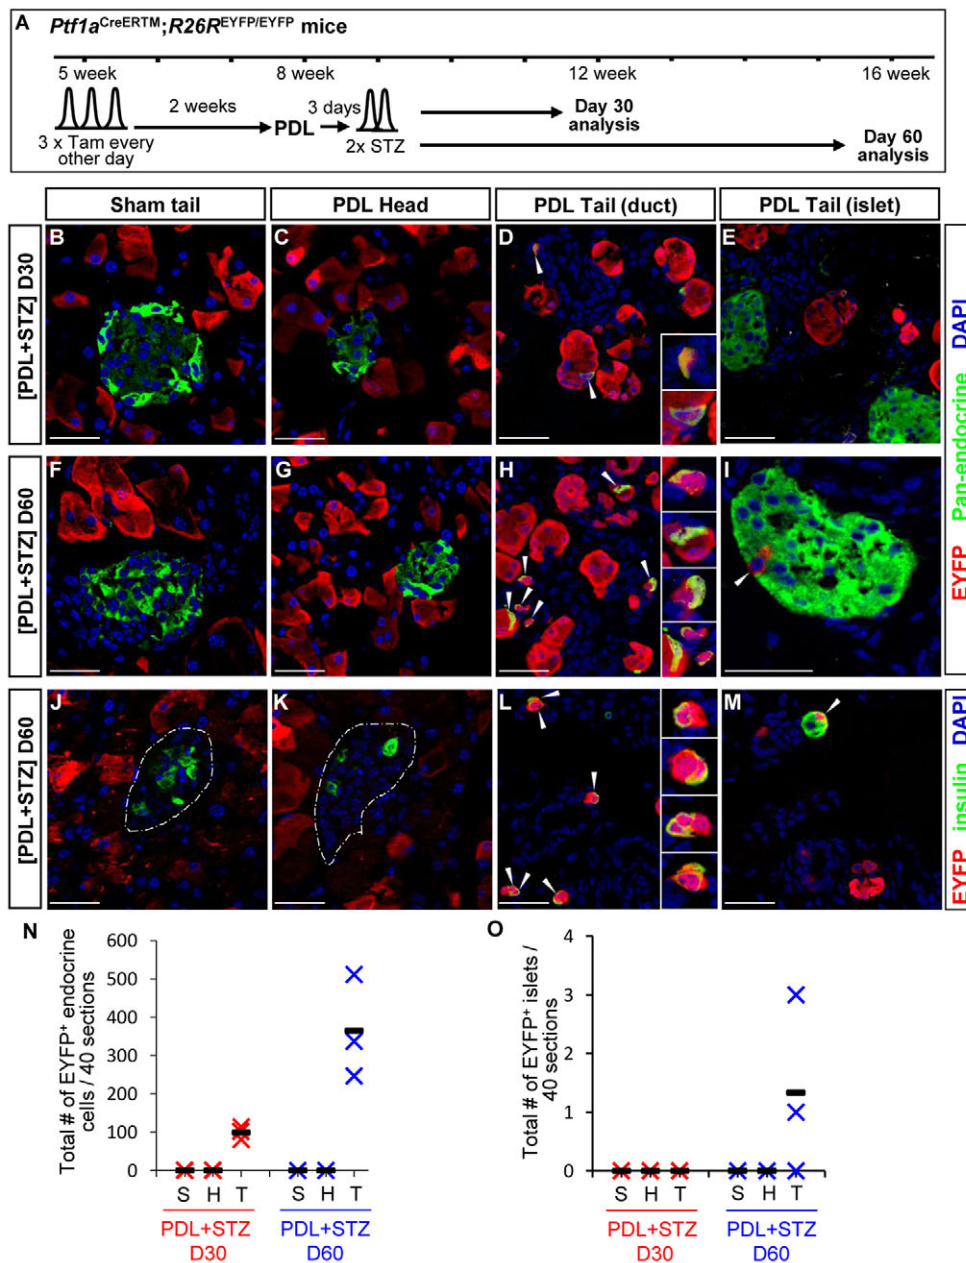 A Ptf1aCreERTM;R26REYFP/EYFP mice
5 week 8 week 12 week 16 week
2 weeks 3 days
PDL
3 x Tam every
other day
2x STZ
Day 30
analysis
Day 60
analysis
Sham tail PDL Head PDL Tail (duct) PDL Tail (islet)
[PDL+STZ] D30
B C D E
[PDL+STZ] D60
F G H I
EYFP Pan-endocrine DAPI
[PDL+STZ] D60
J K L M
EYFP insulin DAPI
N
Total # of EYFP+ endocrine
cells / 40 sections
600
500
400
300
200
100
0
S H T S H T
PDL+STZ PDL+STZ
D30 D60
O
Total # of EYFP+ islets /
40 sections
4
3
2
1
0
S H T S H T
PDL+STZ PDL+STZ
D30 D60